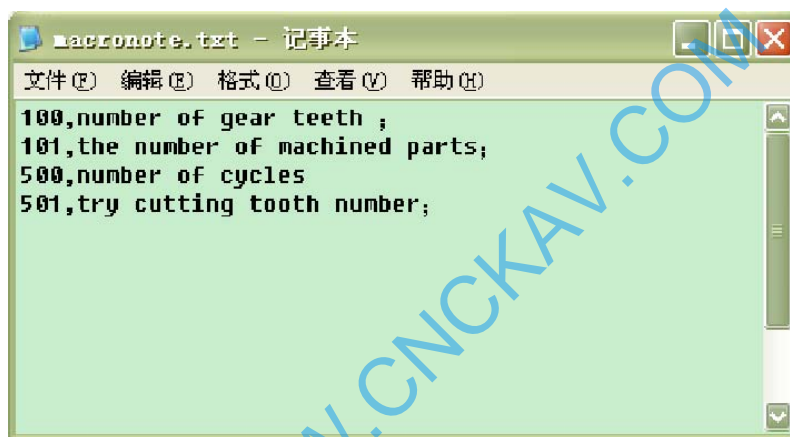 macronote.txt - 记事本
文件(F) 编辑(E) 格式(O) 查看(V) 帮助(H)
100,number of gear teeth ;
101,the number of machined parts;
500,number of cycles
501,try cutting tooth number;
W.CNCKAV.COM